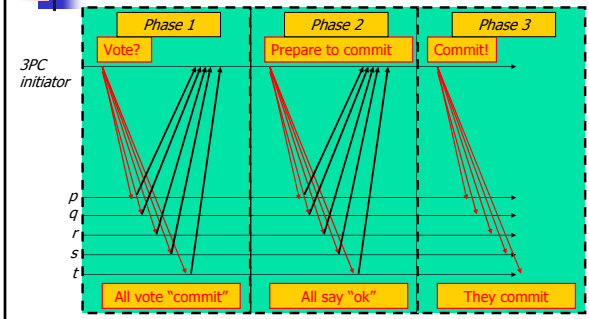 Phase 1
Phase 2
Phase 3
Vote?
Prepare to commit
Commit!
3PC
initiator
p
q
r
s
t
All vote “commit”
All say “ok”
They commit